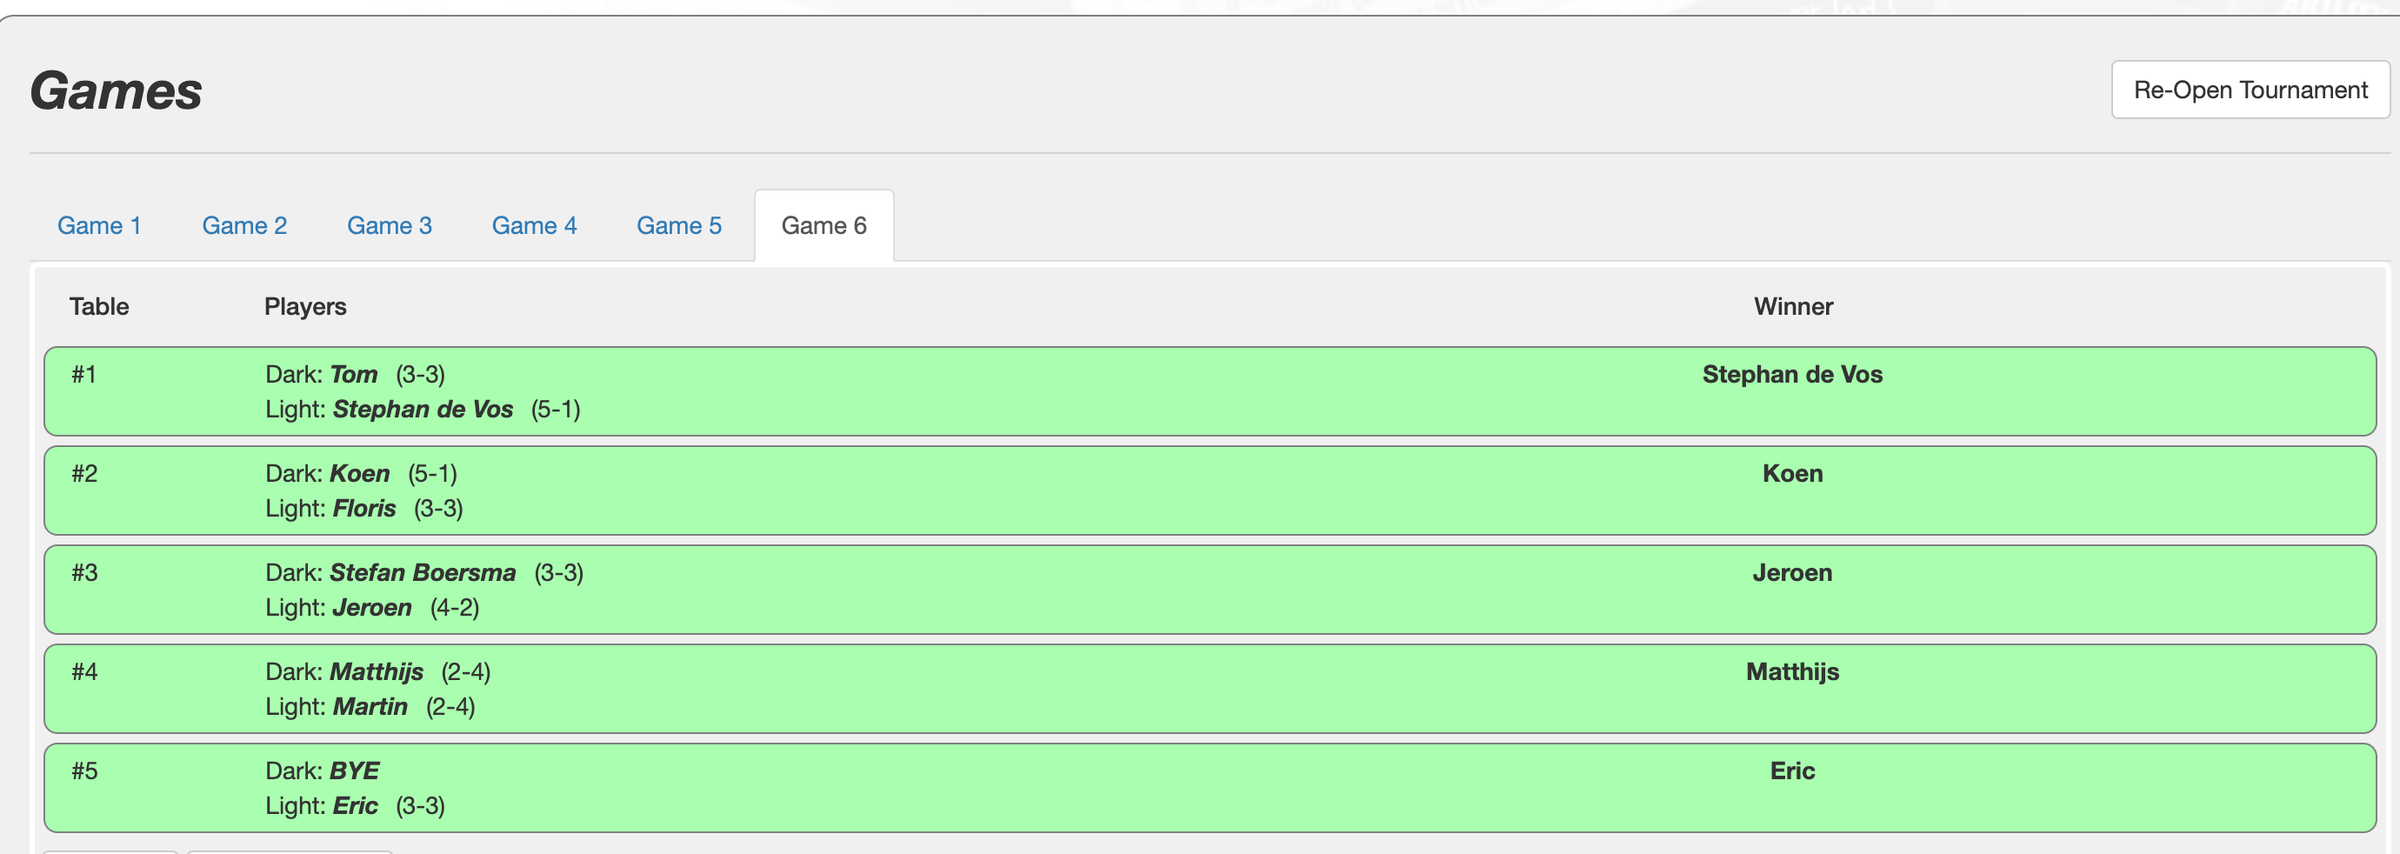 Games
Re-Open Tournament
Game 1 Game 2 Game 3 Game 4 Game 5 Game 6
Table Players Winner
#1 Dark: Tom (3-3) Stephan de Vos
Light: Stephan de Vos (5-1)
#2 Dark: Koen (5-1) Koen
Light: Floris (3-3)
#3 Dark: Stefan Boersma (3-3) Jeroen
Light: Jeroen (4-2)
#4 Dark: Matthijs (2-4) Matthijs
Light: Martin (2-4)
#5 Dark: BYE Eric
Light: Eric (3-3)